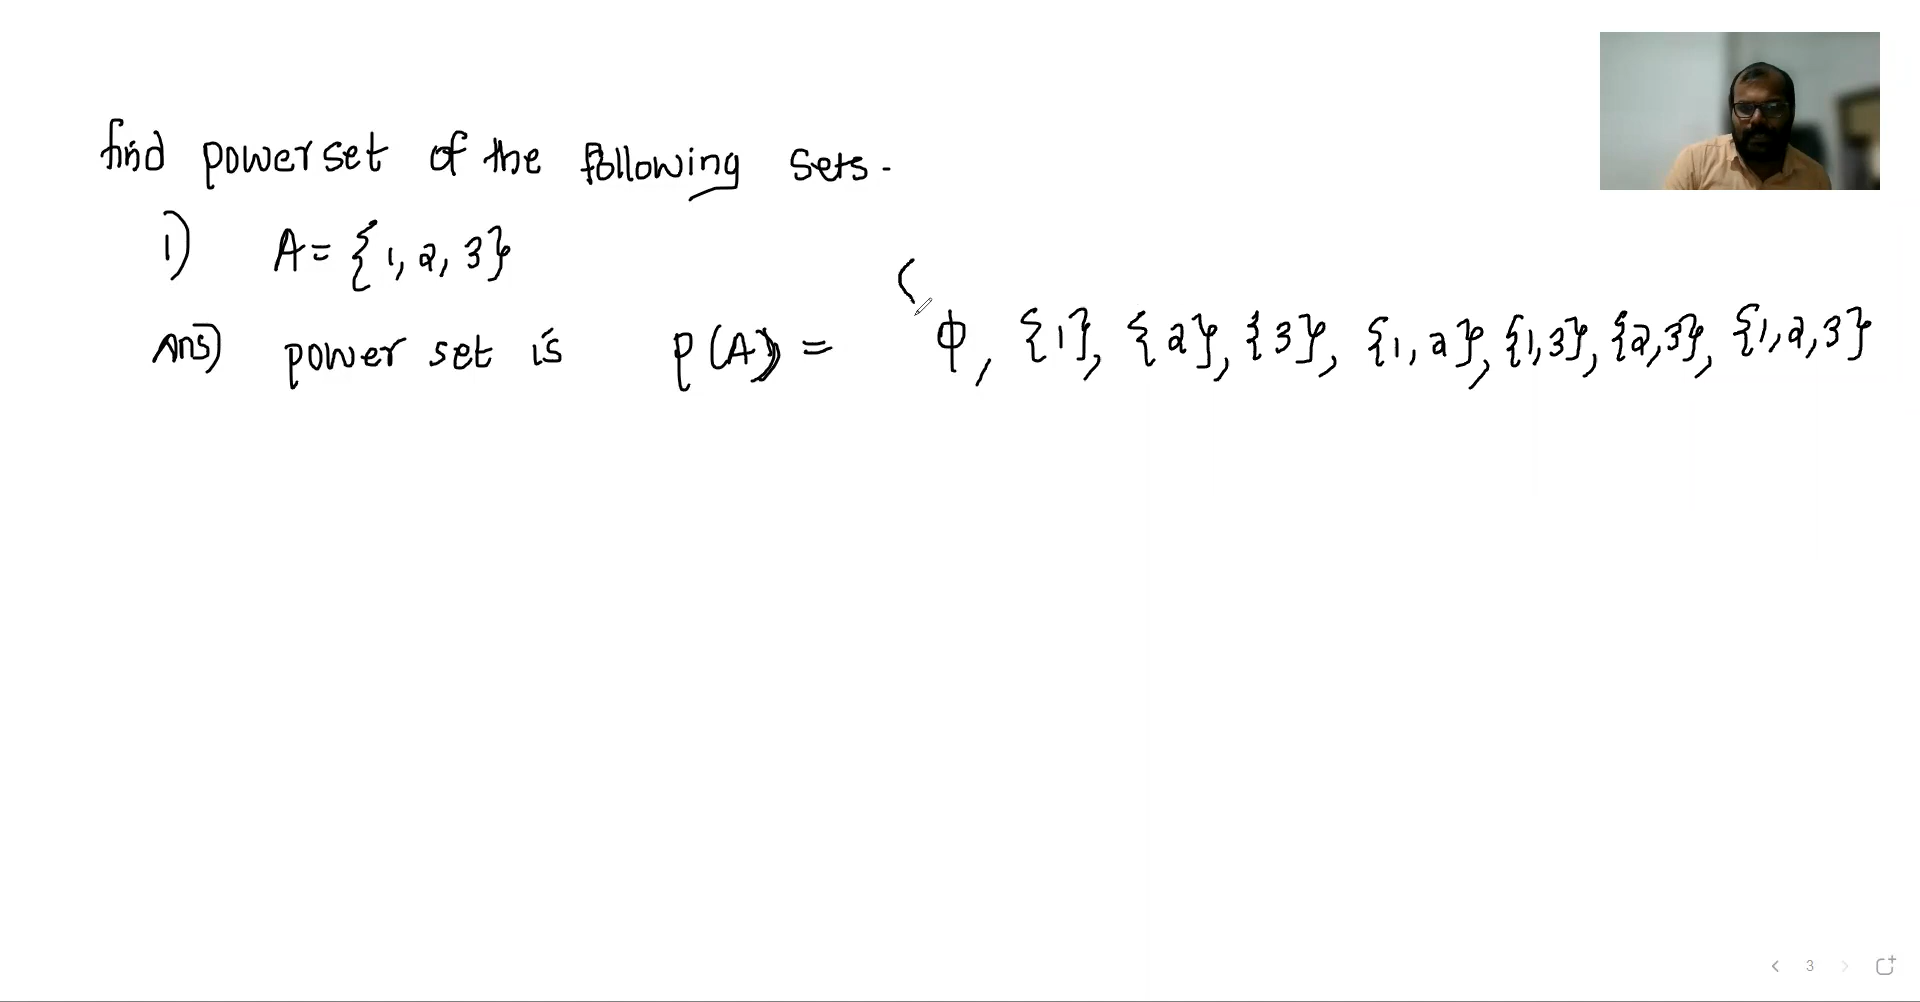 find powerset of the following sets.
1) A = {1, 2, 3}
Ans) power set is P(A) = { ϕ, {1}, {2}, {3}, {1, 2}, {1,3}, {2,3}, {1,2,3}
3